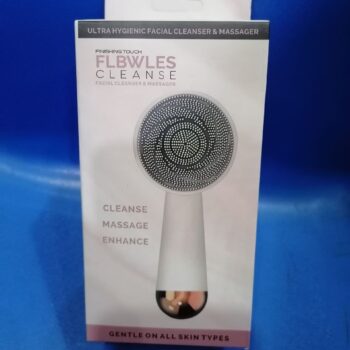 ULTRA HYGIENIC FACIAL CLEANSER & MASSAGER
FINISHING TOUCH
FLBWLES
CLEANSE
FACIAL CLEANSER & MASSAGER
CLEANSE
MASSAGE
ENHANCE
GENTLE ON ALL SKIN TYPES